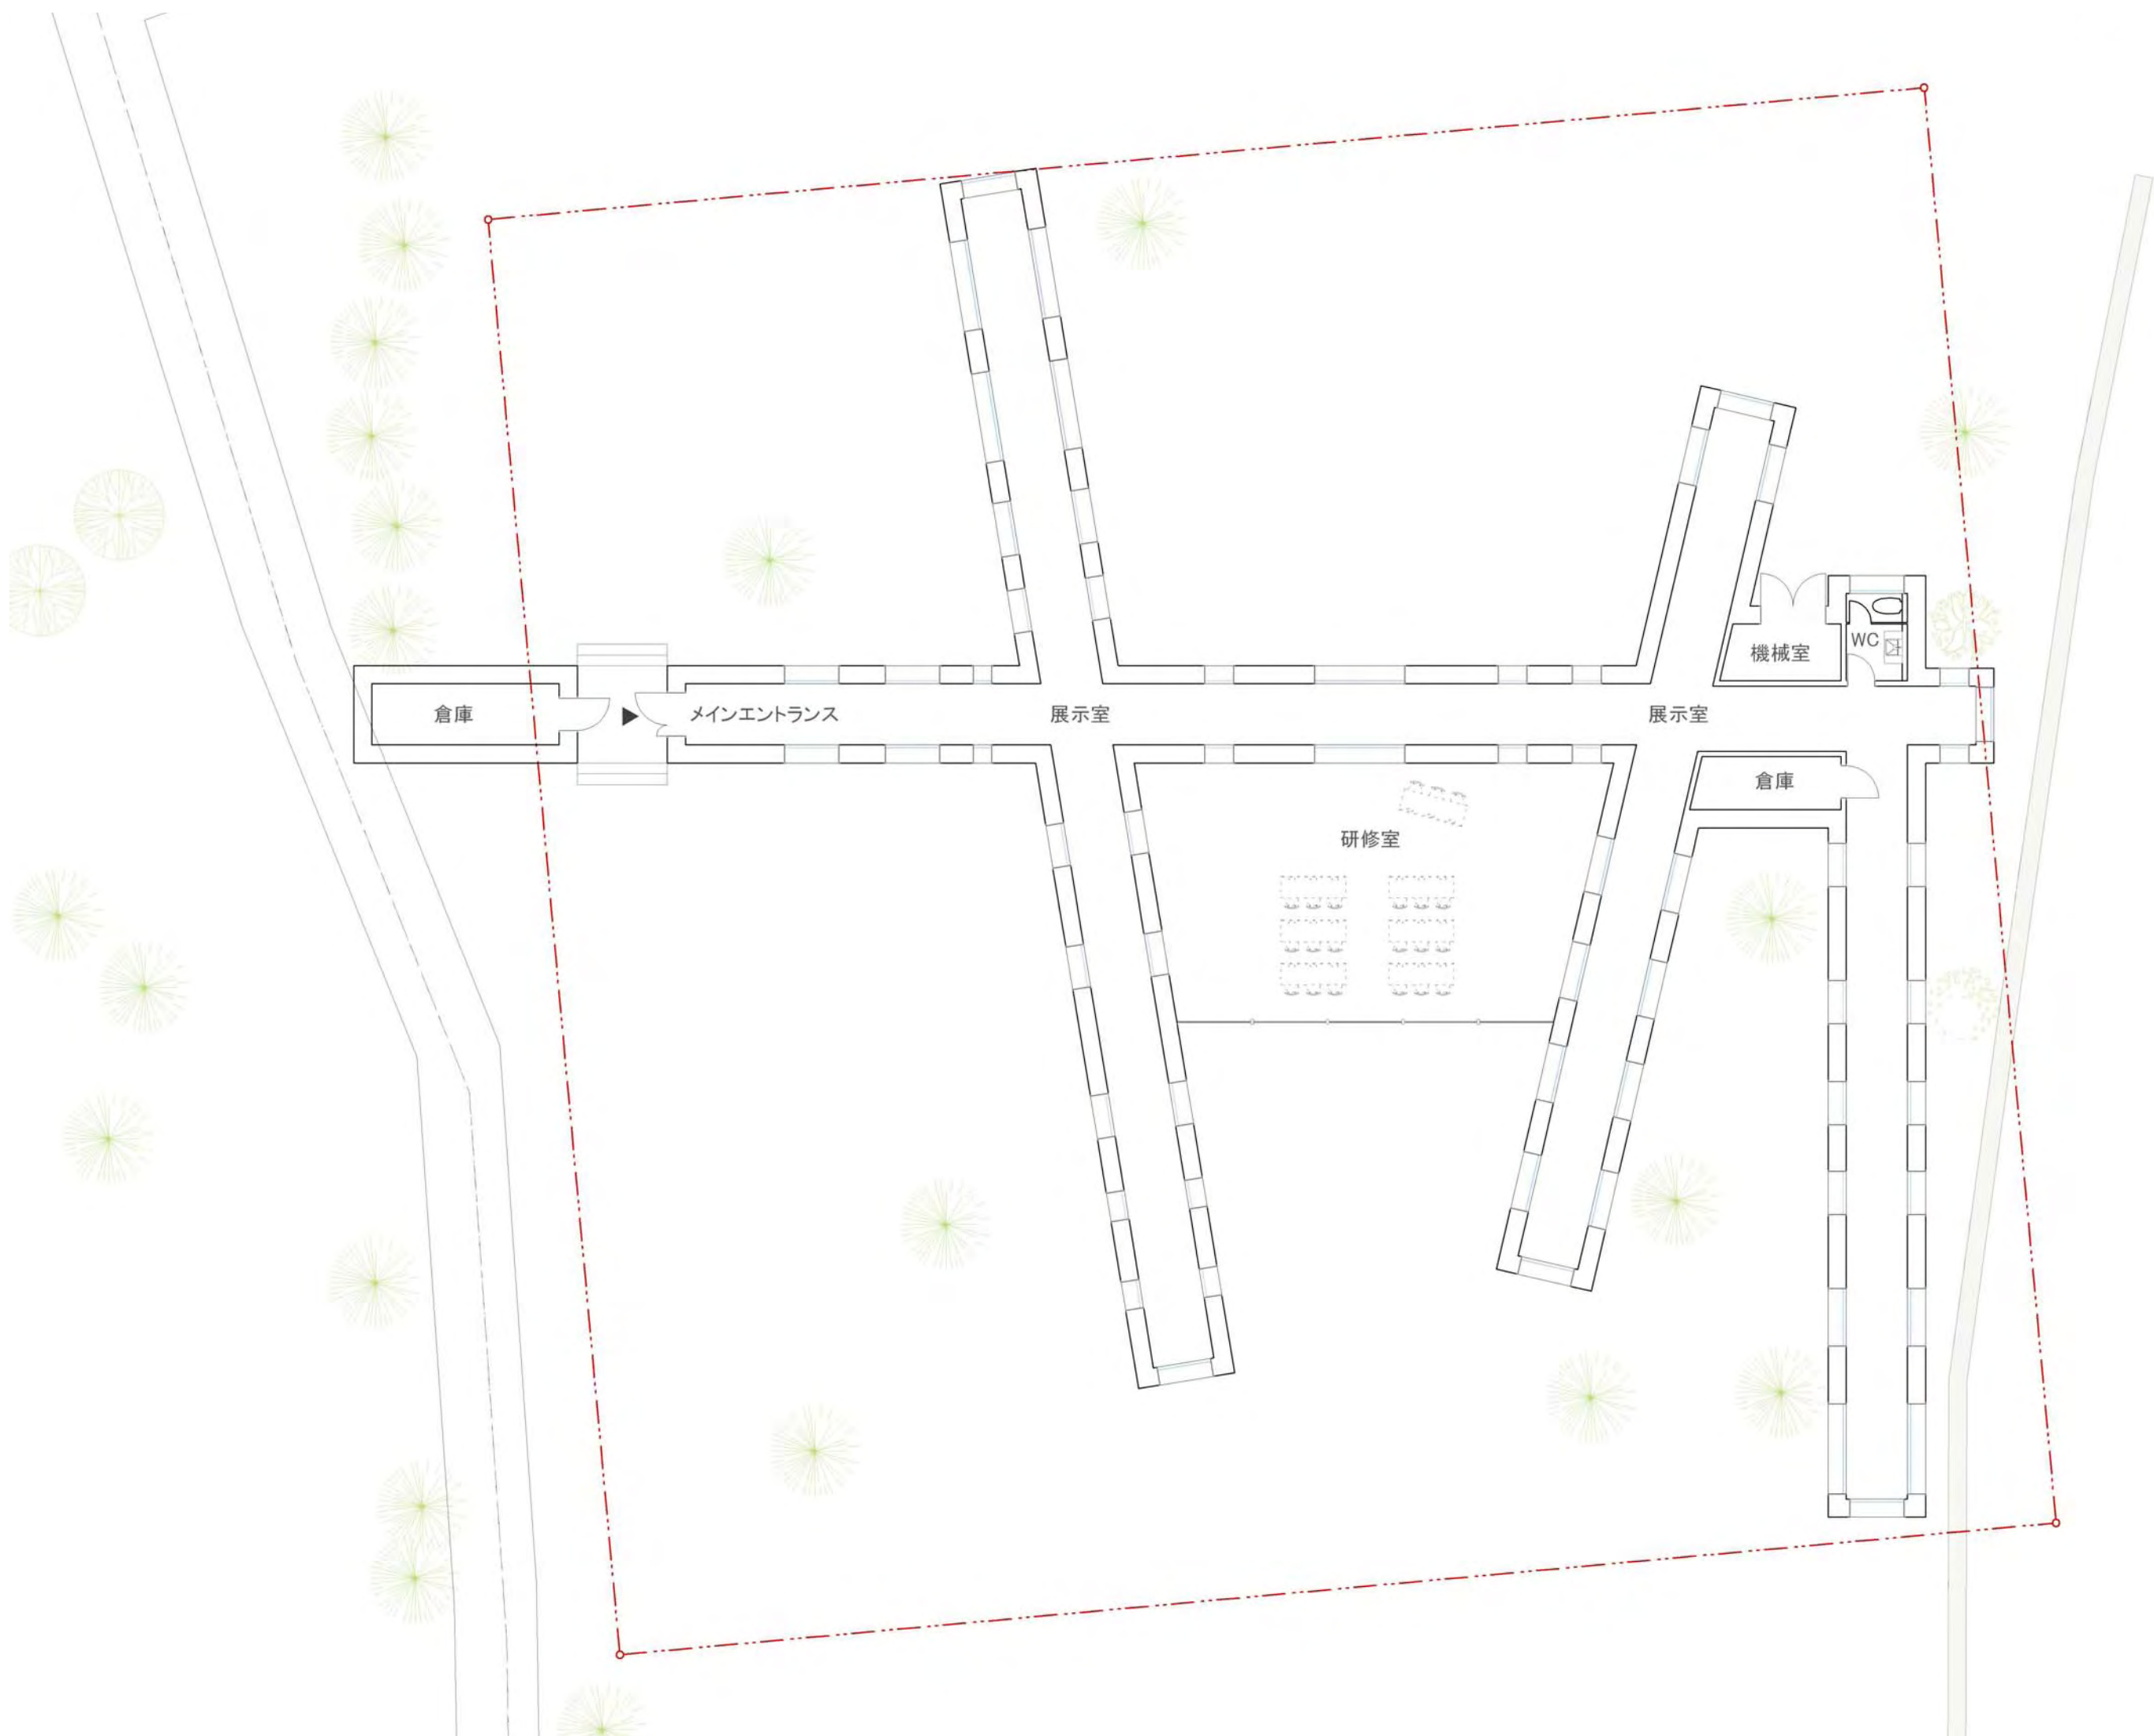 WC
機械室
倉庫
メインエントランス
展示室
展示室
倉庫
研修室